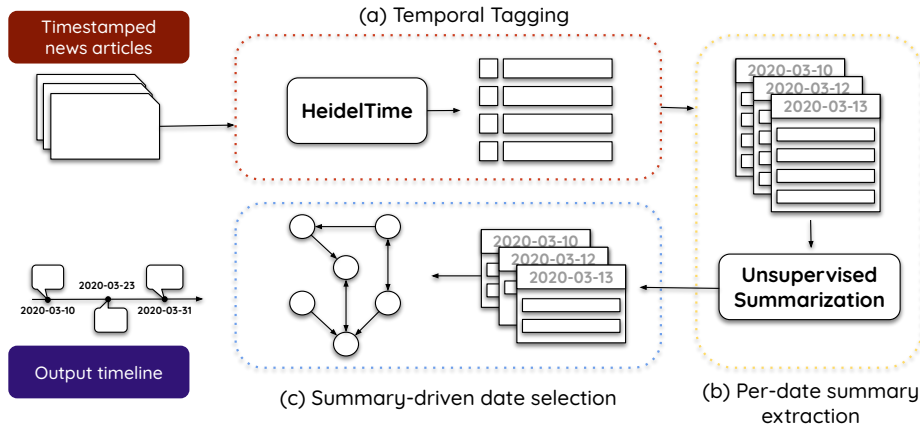 (a) Temporal Tagging
Timestamped
news articles
HeidelTime
2020-03-10
2020-03-12
2020-03-13
Unsupervised
Summarization
2020-03-10
2020-03-12
2020-03-13
2020-03-23
2020-03-10
2020-03-31
Output timeline
(c) Summary-driven date selection
(b) Per-date summary
extraction